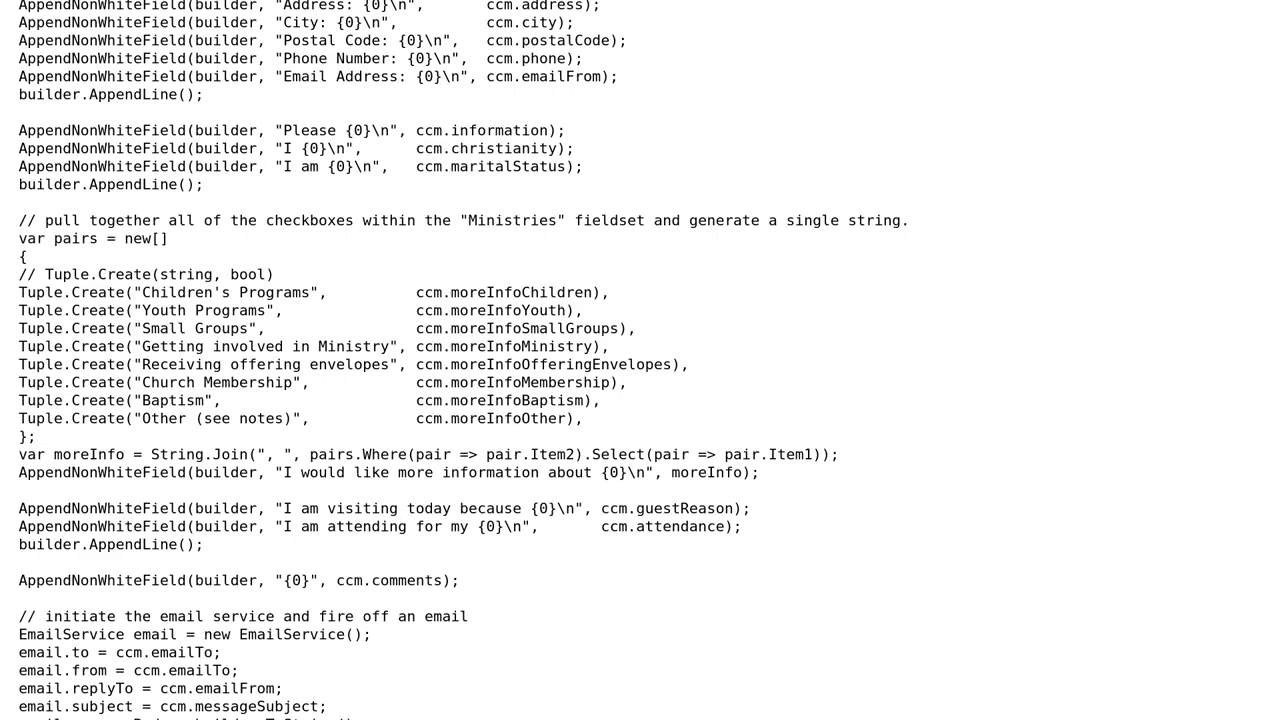 AppendNonWhiteField(builder, "Address: {0}\n",       ccm.address);
AppendNonWhiteField(builder, "City: {0}\n",          ccm.city);
AppendNonWhiteField(builder, "Postal Code: {0}\n",   ccm.postalCode);
AppendNonWhiteField(builder, "Phone Number: {0}\n",  ccm.phone);
AppendNonWhiteField(builder, "Email Address: {0}\n", ccm.emailFrom);
builder.AppendLine();

AppendNonWhiteField(builder, "Please {0}\n", ccm.information);
AppendNonWhiteField(builder, "I {0}\n",      ccm.christianity);
AppendNonWhiteField(builder, "I am {0}\n",   ccm.maritalStatus);
builder.AppendLine();

// pull together all of the checkboxes within the "Ministries" fieldset and generate a single string.
var pairs = new[]
{
// Tuple.Create(string, bool)
Tuple.Create("Children's Programs",          ccm.moreInfoChildren),
Tuple.Create("Youth Programs",               ccm.moreInfoYouth),
Tuple.Create("Small Groups",                 ccm.moreInfoSmallGroups),
Tuple.Create("Getting involved in Ministry", ccm.moreInfoMinistry),
Tuple.Create("Receiving offering envelopes", ccm.moreInfoOfferingEnvelopes),
Tuple.Create("Church Membership",            ccm.moreInfoMembership),
Tuple.Create("Baptism",                      ccm.moreInfoBaptism),
Tuple.Create("Other (see notes)",            ccm.moreInfoOther),
};
var moreInfo = String.Join(", ", pairs.Where(pair => pair.Item2).Select(pair => pair.Item1));
AppendNonWhiteField(builder, "I would like more information about {0}\n", moreInfo);

AppendNonWhiteField(builder, "I am visiting today because {0}\n", ccm.guestReason);
AppendNonWhiteField(builder, "I am attending for my {0}\n",       ccm.attendance);
builder.AppendLine();

AppendNonWhiteField(builder, "{0}", ccm.comments);

// initiate the email service and fire off an email
EmailService email = new EmailService();
email.to = ccm.emailTo;
email.from = ccm.emailTo;
email.replyTo = ccm.emailFrom;
email.subject = ccm.messageSubject;